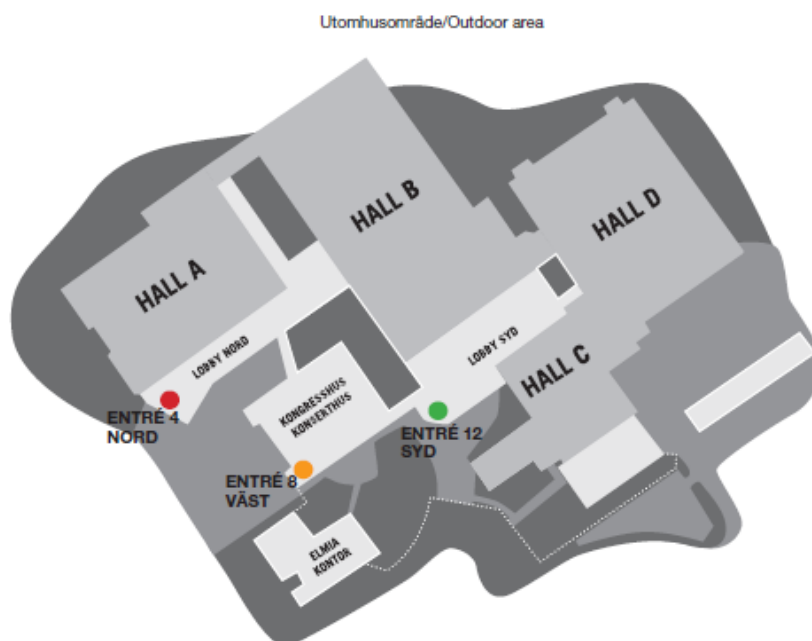 Utomhusområde/Outdoor area
HALL B
HALL D
HALL A
LOBBY NORD
LOBBY SYD
HALL C
KONGRESSHUS
KONSERTHUS
ENTRÉ 4
NORD
ENTRÉ 12
SYD
ENTRÉ 8
VÄST
ELMIA
KONTOR